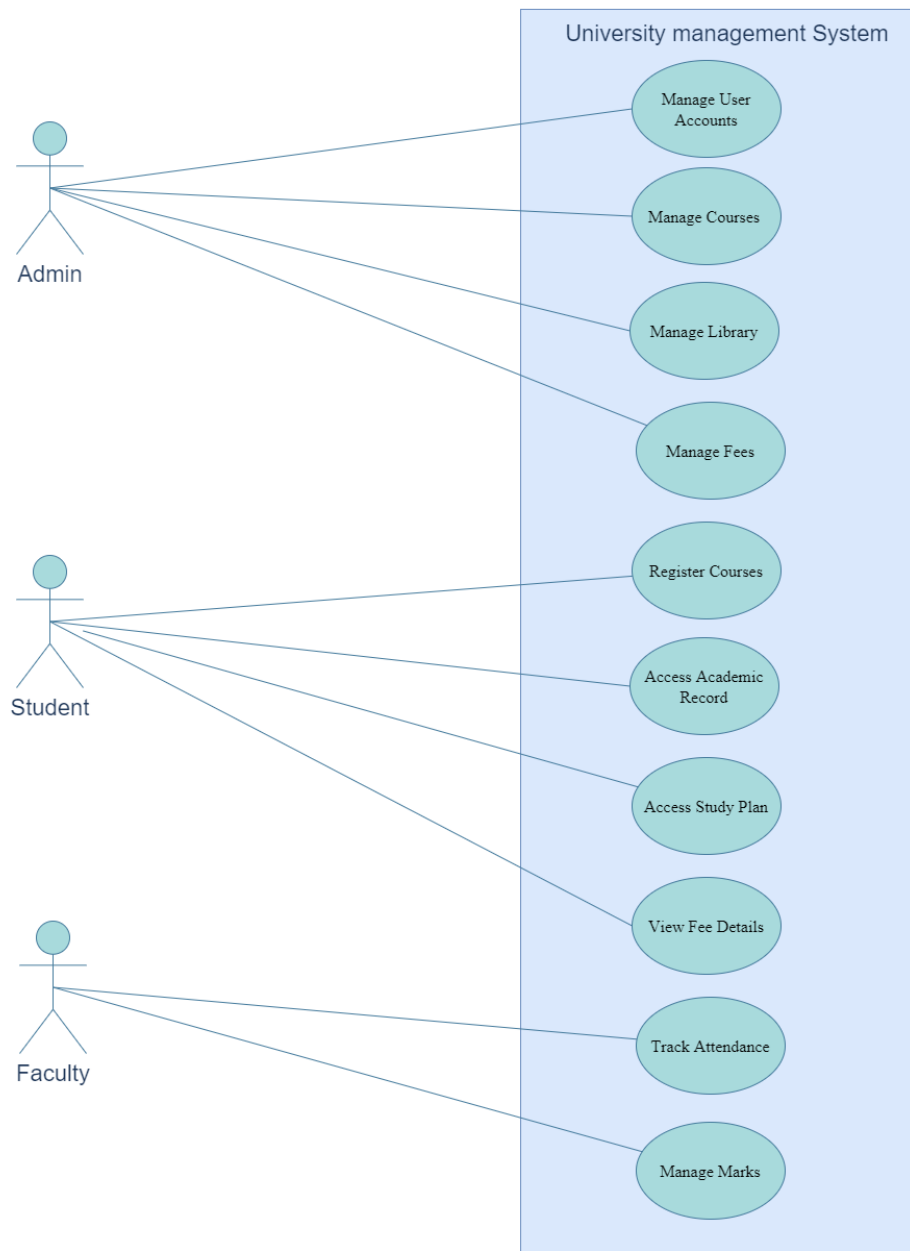 University management System
Manage User
Accounts
Manage Courses
Admin
Manage Library
Manage Fees
Register Courses
Access Academic
Record
Student
Access Study Plan
View Fee Details
Track Attendance
Faculty
Manage Marks